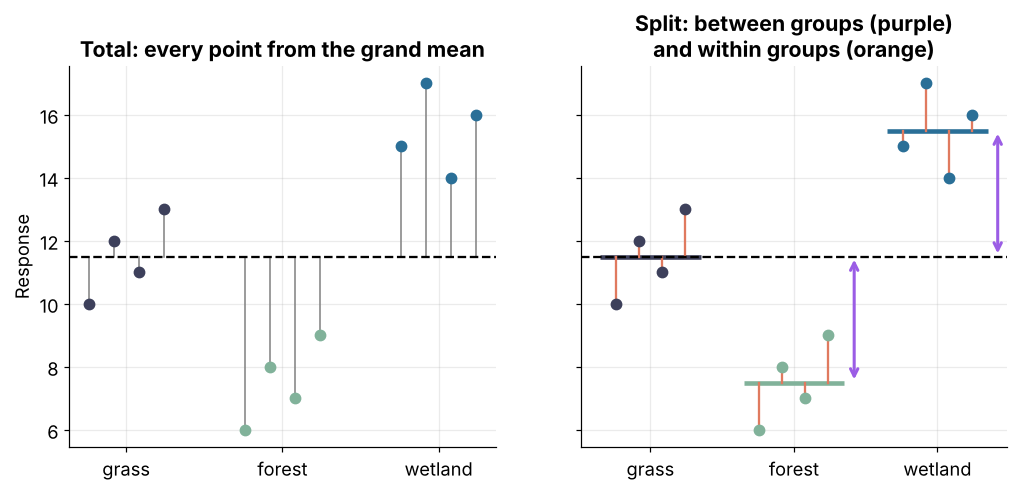 Total: every point from the grand mean
Response
16
14
12
10
8
6
grass forest wetland
Split: between groups (purple)
and within groups (orange)
grass forest wetland